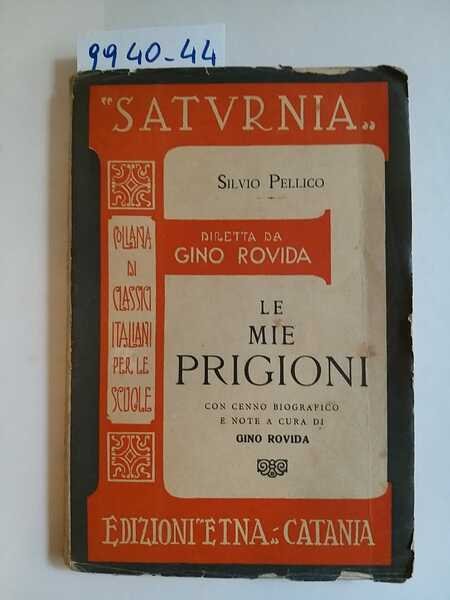 9940-44
"SATVRNIA"
SILVIO PELLICO
DIRETTA DA
GINO ROVIDA
COLLANA
DI
CLASSICI
ITALIANI
PER LE
SCUOLE
LE
MIE
PRIGIONI
CON CENNO BIOGRAFICO
E NOTE A CURA DI
GINO ROVIDA
EDIZIONI "ETNA" - CATANIA